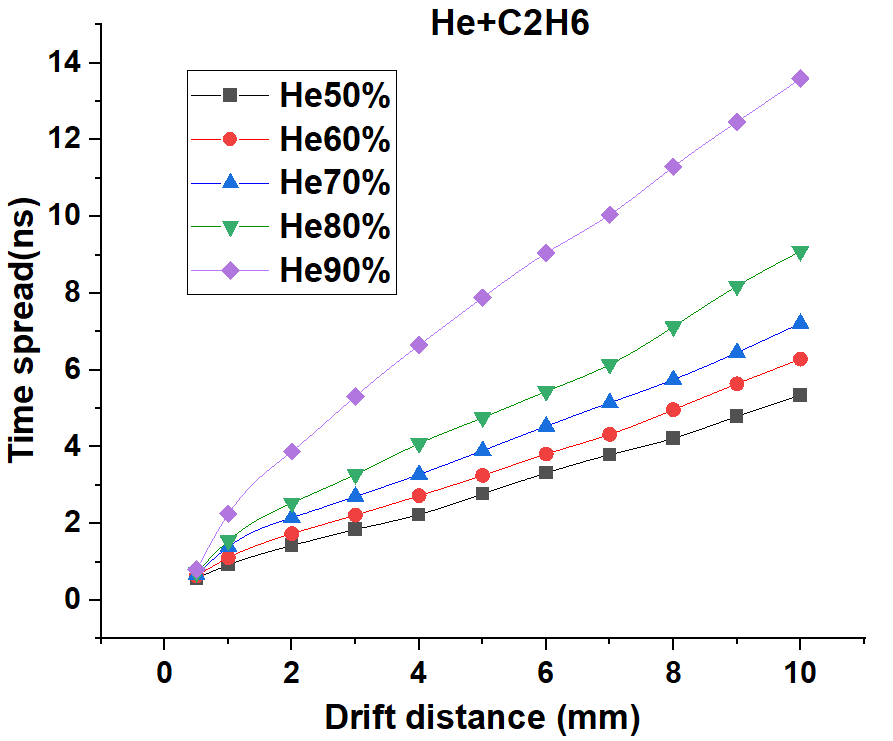 He+C2H6
He50%
He60%
He70%
He80%
He90%
Time spread(ns)
14
12
10
8
6
4
2
0
0 2 4 6 8 10
Drift distance (mm)